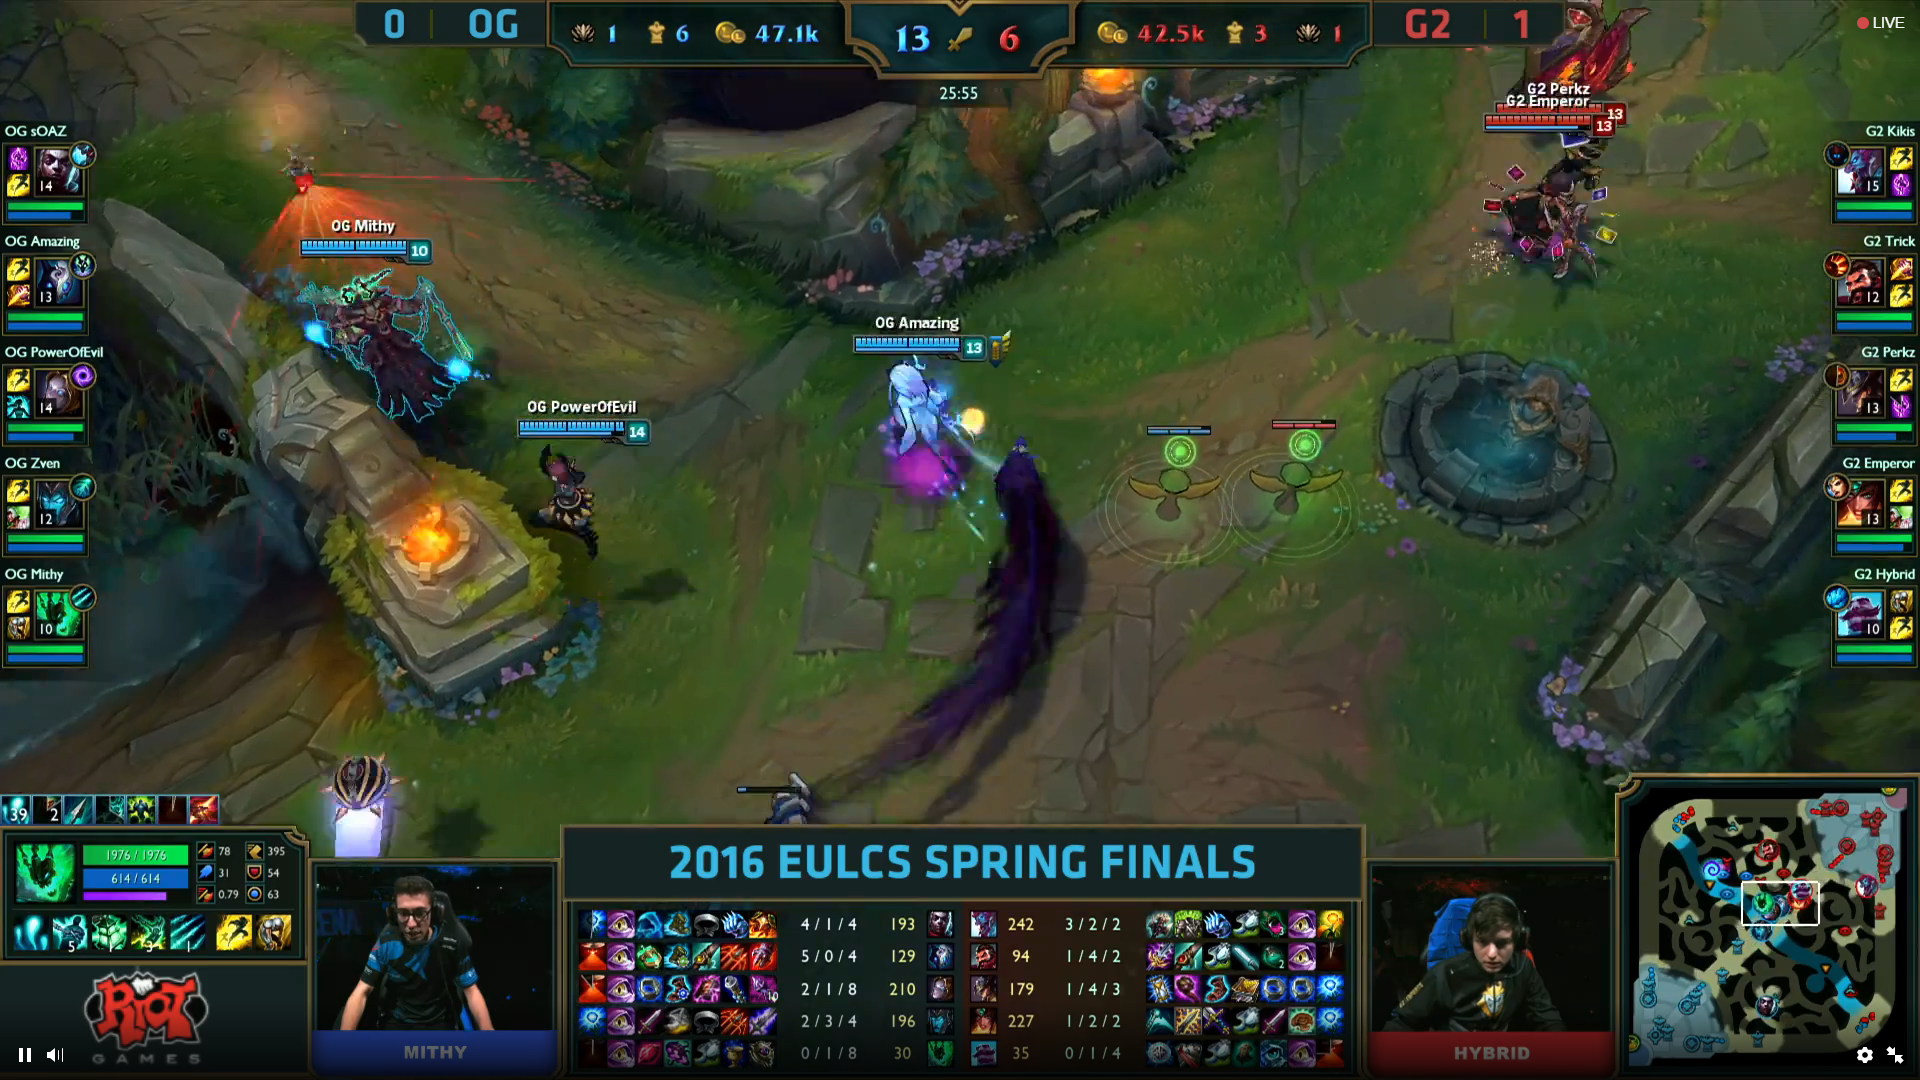 0 OG 1 6 47.1k 13 6 42.5k 3 1 G2 1
LIVE
25:55
G2 Perkz
13
G2 Emperor
13
OG sOAZ
14
OG Amazing
13
OG PowerOfEvil
14
OG Zven
12
OG Mithy
10
OG Mithy
10
OG Amazing
13
OG PowerOfEvil
14
G2 Kikis
15
G2 Trick
12
G2 Perkz
13
G2 Emperor
13
G2 Hybrid
10
39 2
1976 / 1976
614 / 614
78 395
31 54
0.79 63
5 3 1
RIOT
GAMES
MITHY
2016 EULCS SPRING FINALS
4/1/4 193 242 3/2/2
5/0/4 129 94 1/4/2
2/1/8 210 179 1/4/3
2/3/4 196 227 1/2/2
0/1/8 30 35 0/1/4
HYBRID